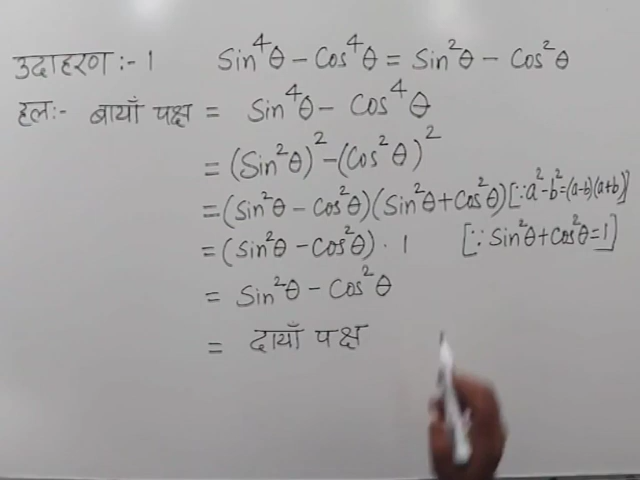 उदाहरण :- 1 Sin⁴θ - Cos⁴θ = Sin²θ - Cos²θ
हल:- बायाँ पक्ष = Sin⁴θ - Cos⁴θ
= (Sin²θ)² - (Cos²θ)²
= (Sin²θ - Cos²θ)(Sin²θ + Cos²θ) [∵ a² - b² = (a-b)(a+b)]
= (Sin²θ - Cos²θ) · 1 [∵ Sin²θ + Cos²θ = 1]
= Sin²θ - Cos²θ
= दायाँ पक्ष